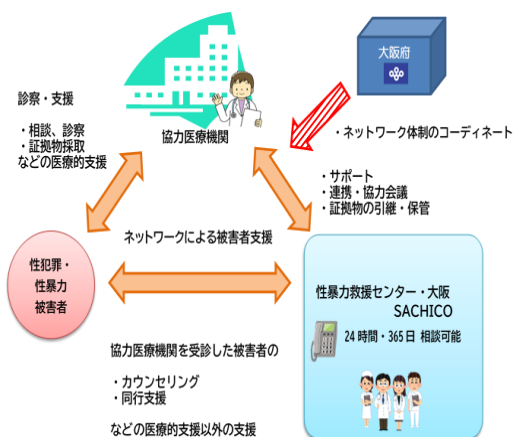 大阪府
診察・支援
・相談、診察
・証拠物採取
などの医療的支援
協力医療機関
・ネットワーク体制のコーディネート
・サポート
・連携・協力会議
・証拠物の引継・保管
ネットワークによる被害者支援
性犯罪・
性暴力
被害者
性暴力救援センター・大阪
SACHICO
24時間・365日 相談可能
協力医療機関を受診した被害者の
・カウンセリング
・同行支援
などの医療的支援以外の支援